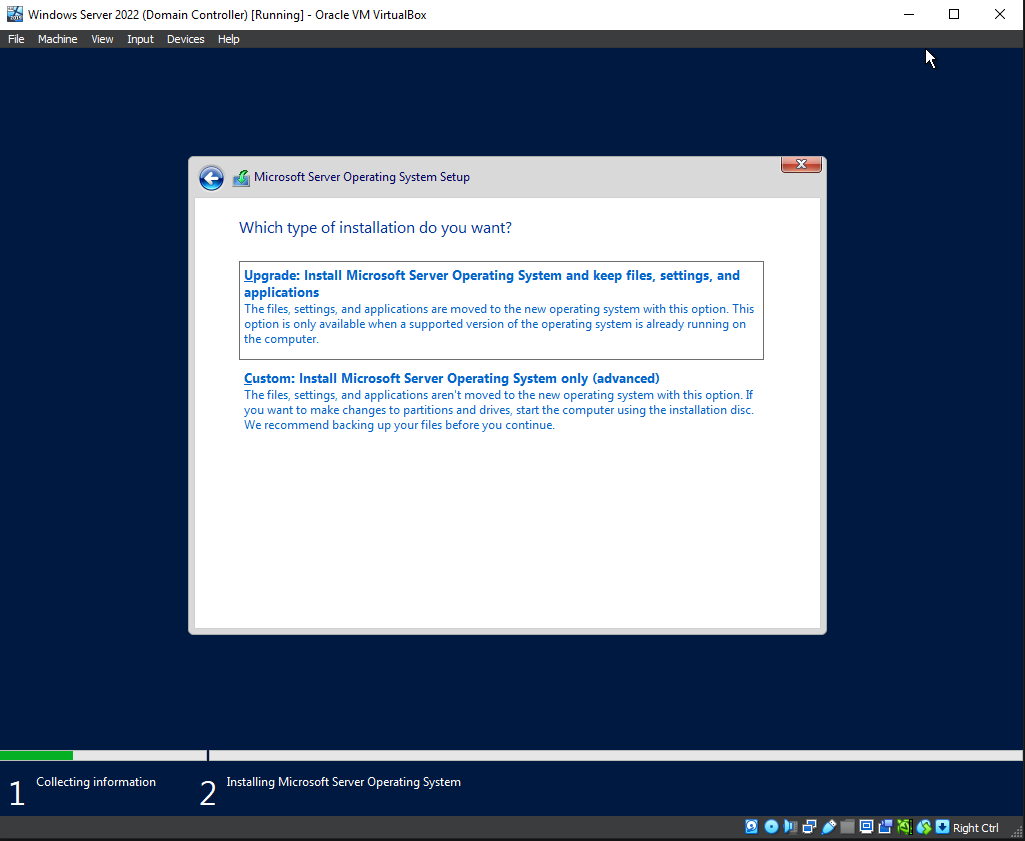 Windows Server 2022 (Domain Controller) [Running] - Oracle VM VirtualBox
File Machine View Input Devices Help
Microsoft Server Operating System Setup
Which type of installation do you want?
Upgrade: Install Microsoft Server Operating System and keep files, settings, and
applications
The files, settings, and applications are moved to the new operating system with this option. This
option is only available when a supported version of the operating system is already running on
the computer.
Custom: Install Microsoft Server Operating System only (advanced)
The files, settings, and applications aren't moved to the new operating system with this option. If
you want to make changes to partitions and drives, start the computer using the installation disc.
We recommend backing up your files before you continue.
1 Collecting information
2 Installing Microsoft Server Operating System
Right Ctrl